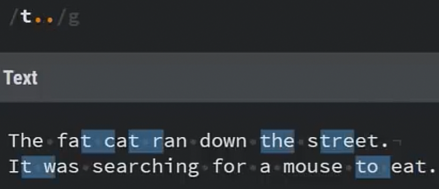 /t../g
Text
The fat cat ran down the street.
It was searching for a mouse to eat.